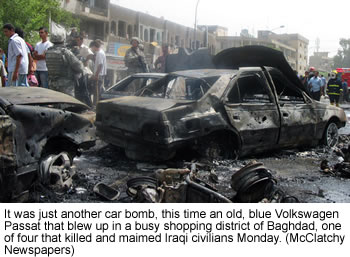 It was just another car bomb, this time an old, blue Volkswagen
Passat that blew up in a busy shopping district of Baghdad, one
of four that killed and maimed Iraqi civilians Monday. (McClatchy
Newspapers)